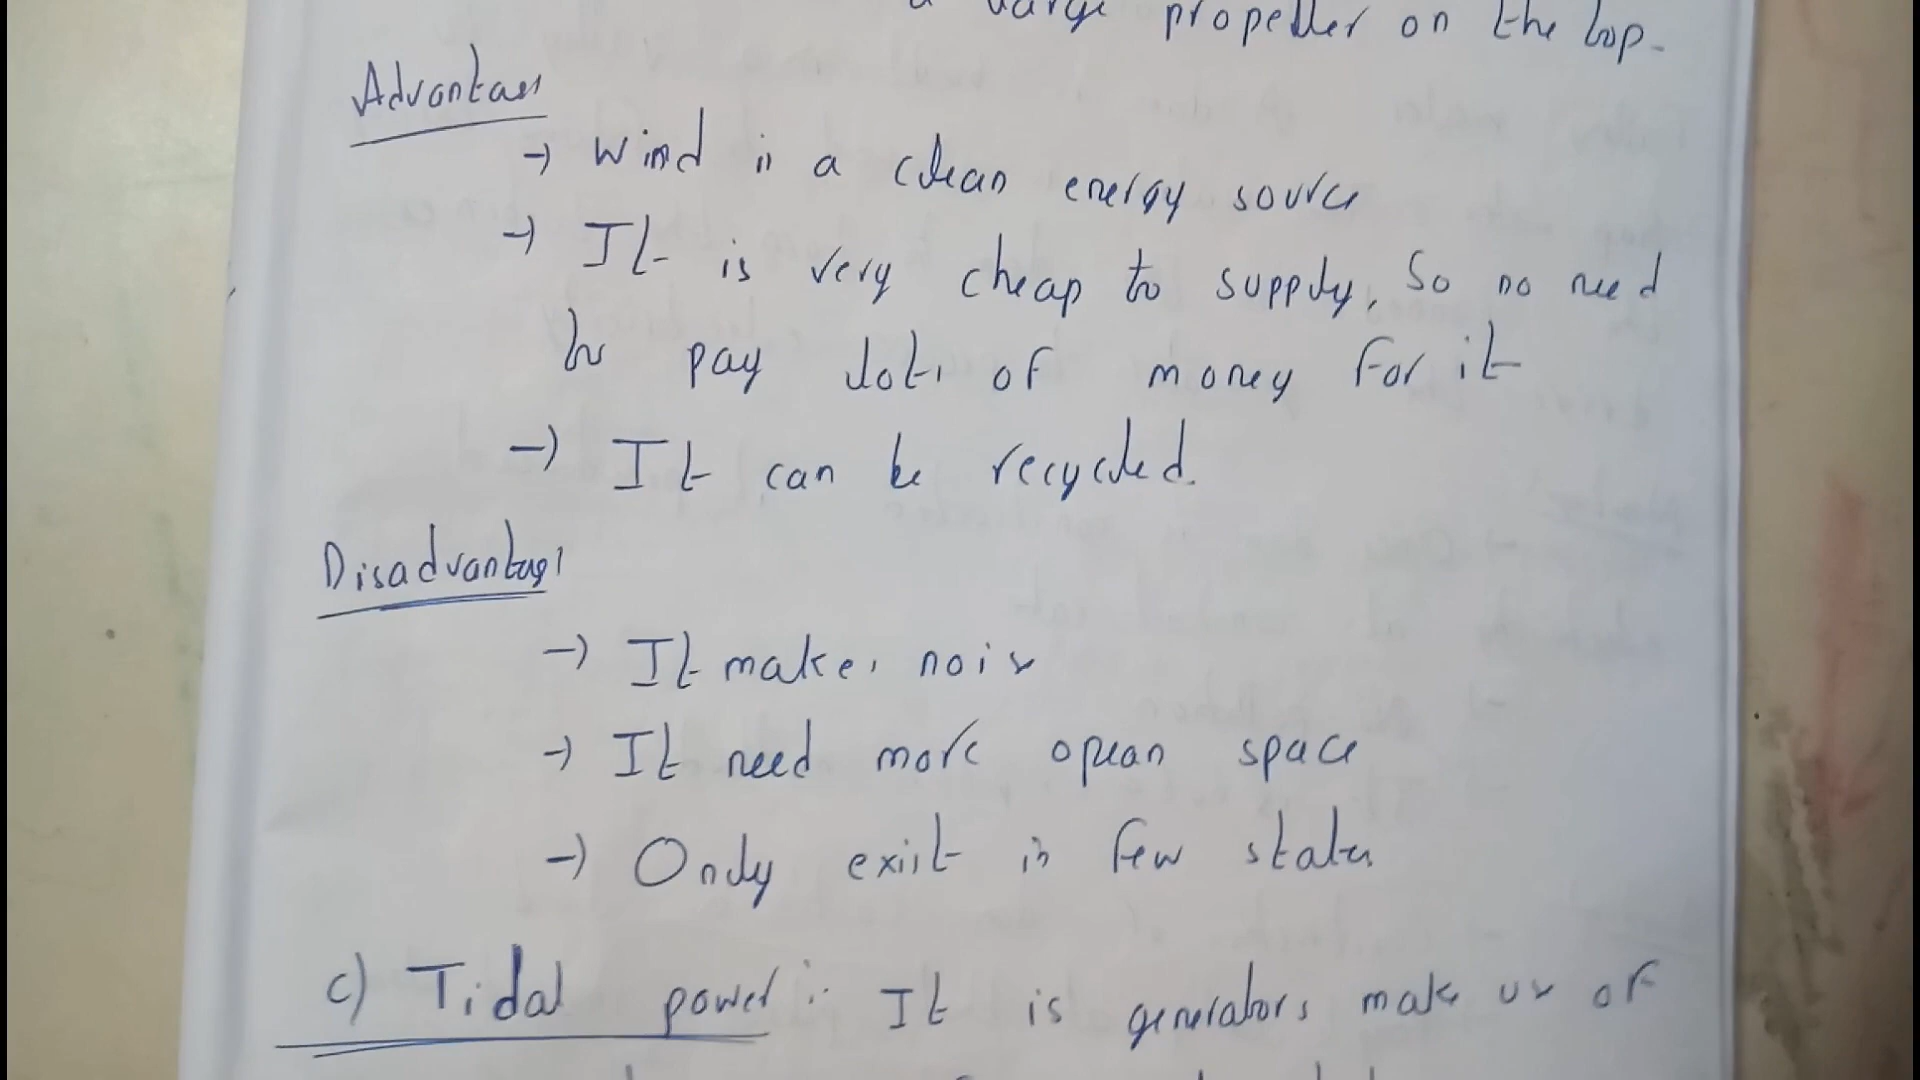 a large propeller on the top.
Advantages
→ Wind is a clean energy source
→ It is very cheap to supply, So no need
to pay lots of money for it
→ It can be recycled.
Disadvantages
→ It makes noise
→ It need more opean space
→ Only exist in few states
c) Tidal power :- It is generators make use of